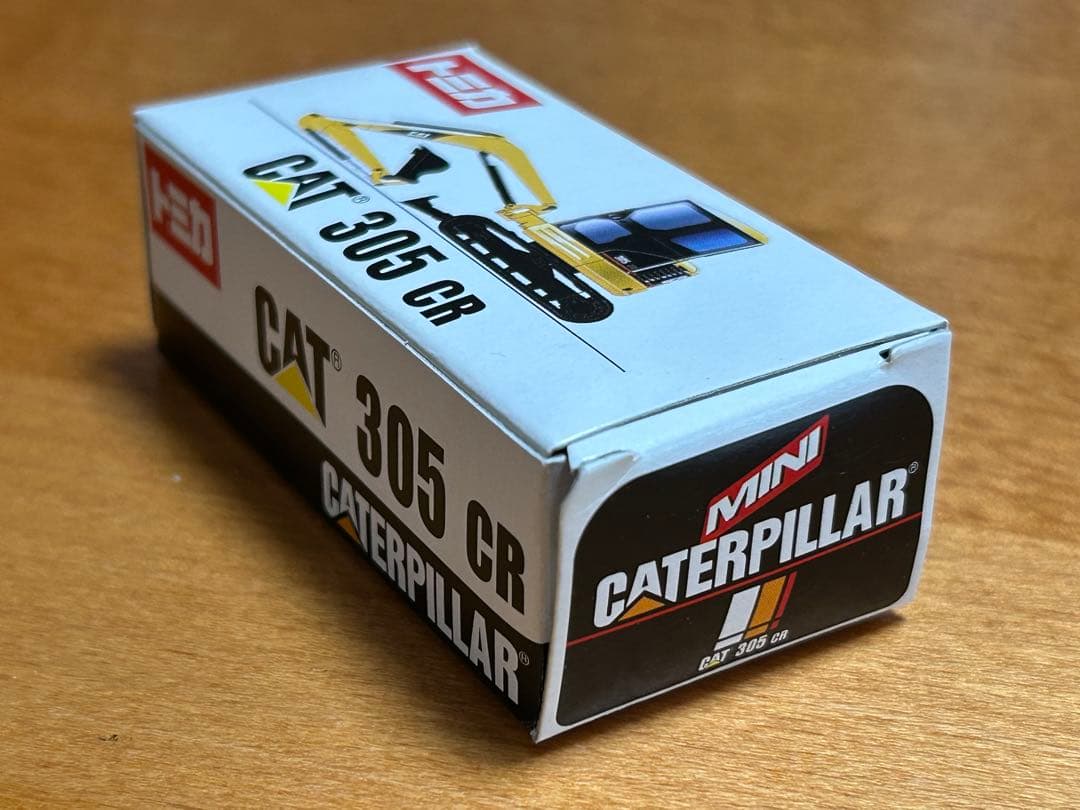 トミカ
CAT® 305 CR
トミカ
CAT® 305 CR
CATERPILLAR®
MINI
CATERPILLAR®
CAT 305 CR